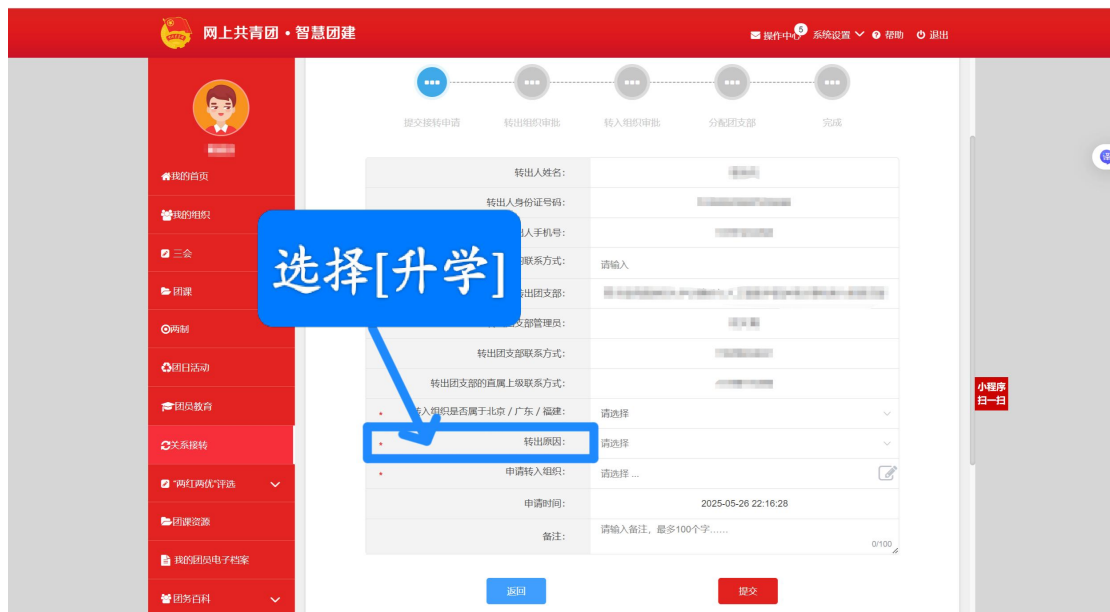 网上共青团·智慧团建
操作中心 5 系统设置 帮助 退出
提交接转申请 转出组织审批 转入组织审批 分配团支部 完成
我的首页
我的组织
三会
团课
两制
团日活动
团员教育
关系接转
"两红两优"评选
团课资源
我的团员电子档案
团务百科
转出人姓名:
转出人身份证号码:
人手机号:
选择[升学]
联系方式: 请输入
出团支部:
支部管理员:
转出团支部联系方式:
转出团支部的直属上级联系方式:
* 转入组织是否属于北京/广东/福建: 请选择
* 转出原因: 请选择
* 申请转入组织: 请选择 ...
申请时间: 2025-05-26 22:16:28
备注: 请输入备注，最多100个字……
0/100
返回 提交
小程序
扫一扫
译